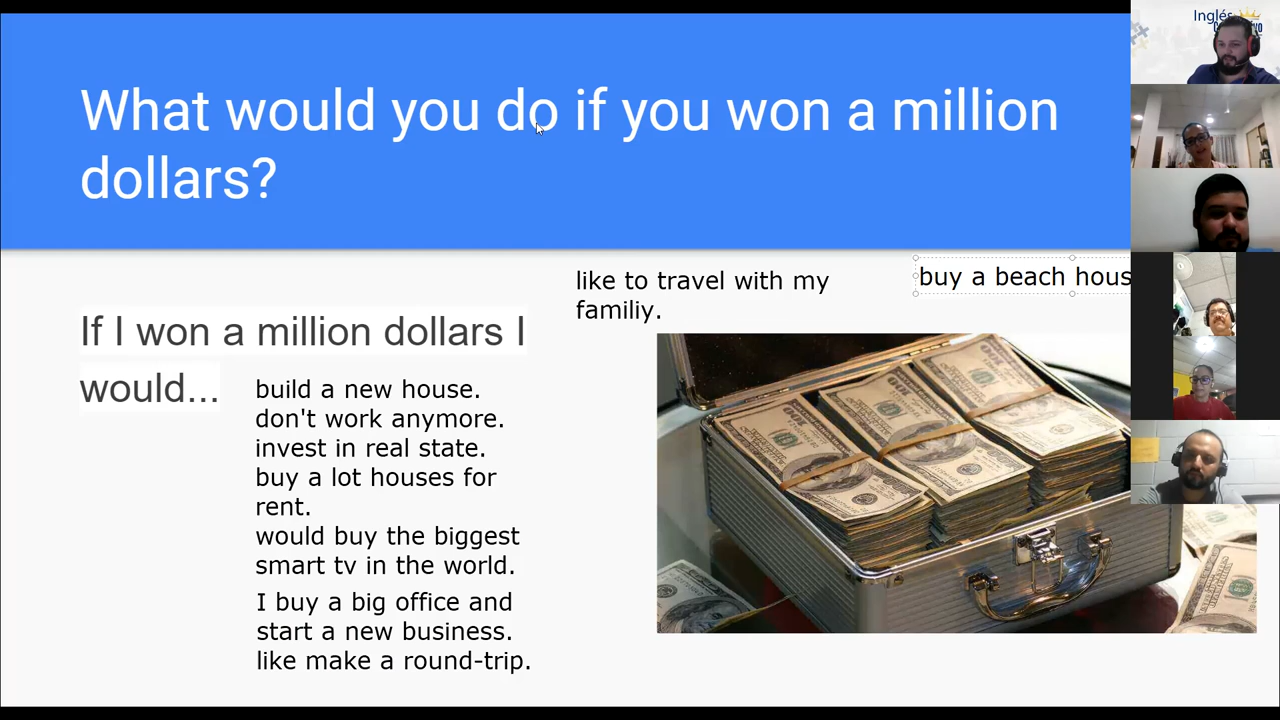 What would you do if you won a million
dollars?
like to travel with my
familiy.
buy a beach hous
If I won a million dollars I
would...
build a new house.
don't work anymore.
invest in real state.
buy a lot houses for
rent.
would buy the biggest
smart tv in the world.
I buy a big office and
start a new business.
like make a round-trip.
Inglés